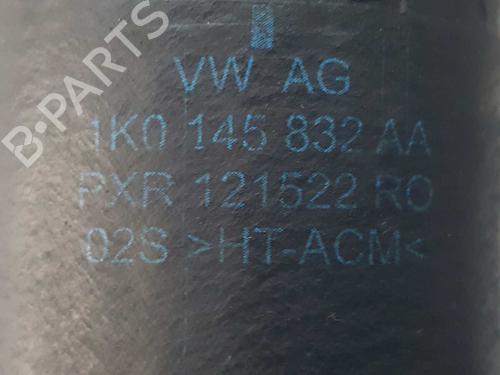 B-PARTS
VW AG
1K0 145 832 AA
PXR 121522 RO
02S >HT-ACM<